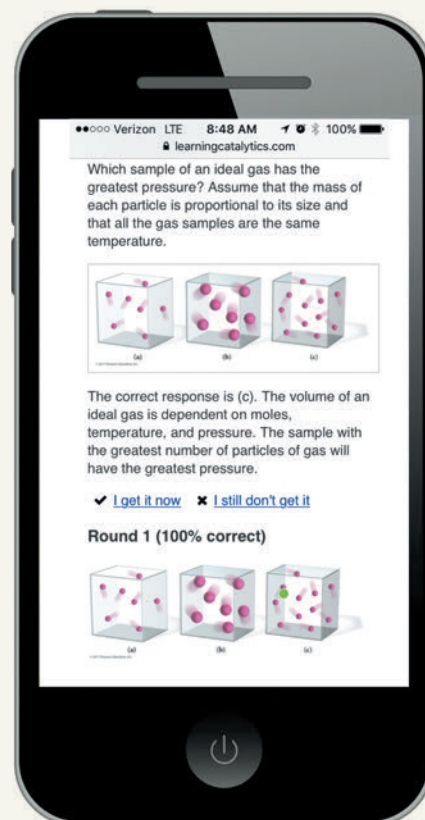 ●●○○○ Verizon LTE 8:48 AM 100%
learningcatalytics.com
Which sample of an ideal gas has the
greatest pressure? Assume that the mass of
each particle is proportional to its size and
that all the gas samples are the same
temperature.
(a) (b) (c)
The correct response is (c). The volume of an
ideal gas is dependent on moles,
temperature, and pressure. The sample with
the greatest number of particles of gas will
have the greatest pressure.
✔ I get it now ✖ I still don't get it
Round 1 (100% correct)
(a) (b) (c)